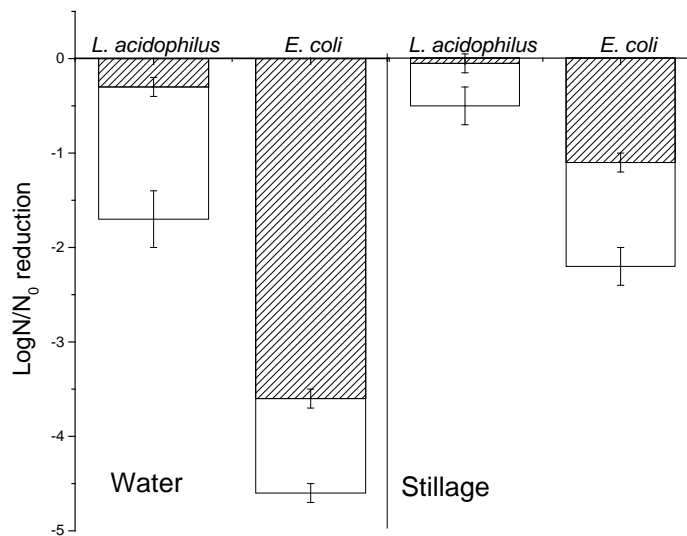 L. acidophilus E. coli L. acidophilus E. coli
0
-1
-2
-3
-4
-5
LogN/N₀ reduction
Water Stillage